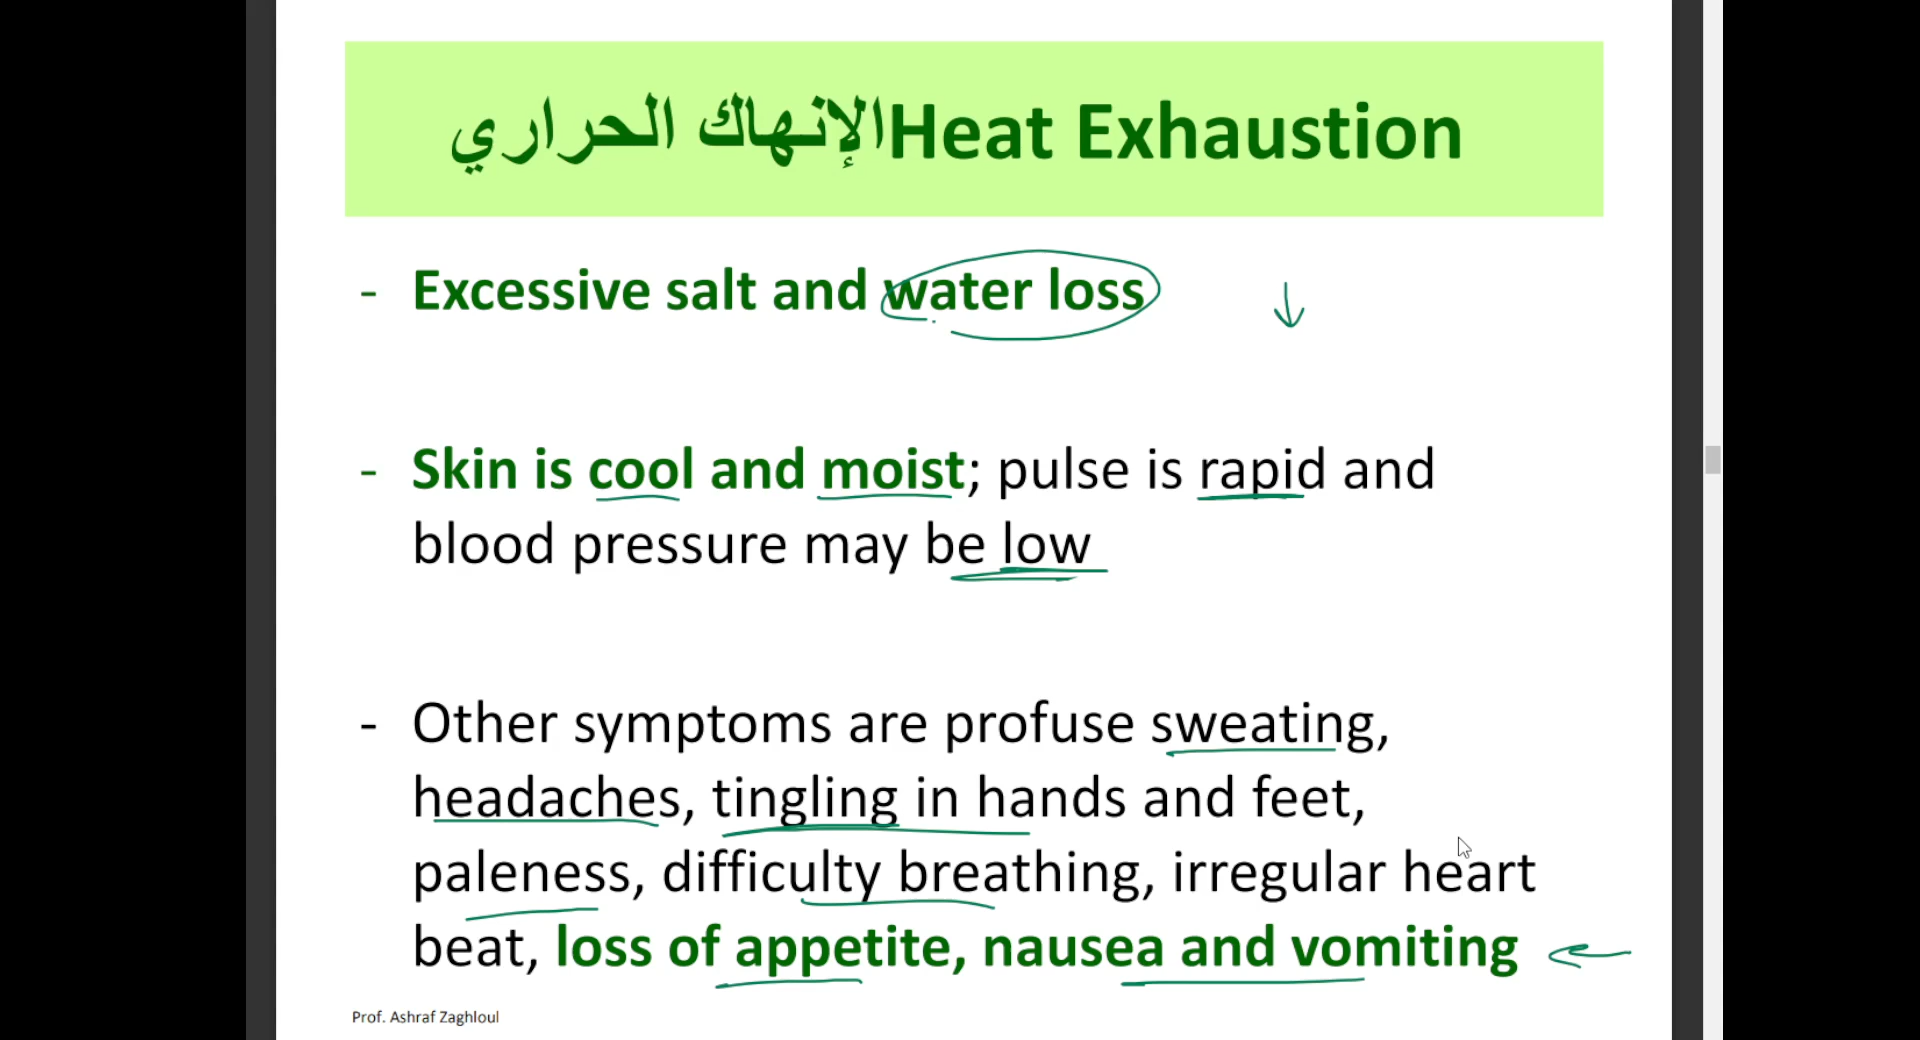 الإنهاك الحراريHeat Exhaustion
- Excessive salt and water loss
- Skin is cool and moist; pulse is rapid and
blood pressure may be low
- Other symptoms are profuse sweating,
headaches, tingling in hands and feet,
paleness, difficulty breathing, irregular heart
beat, loss of appetite, nausea and vomiting
Prof. Ashraf Zaghloul